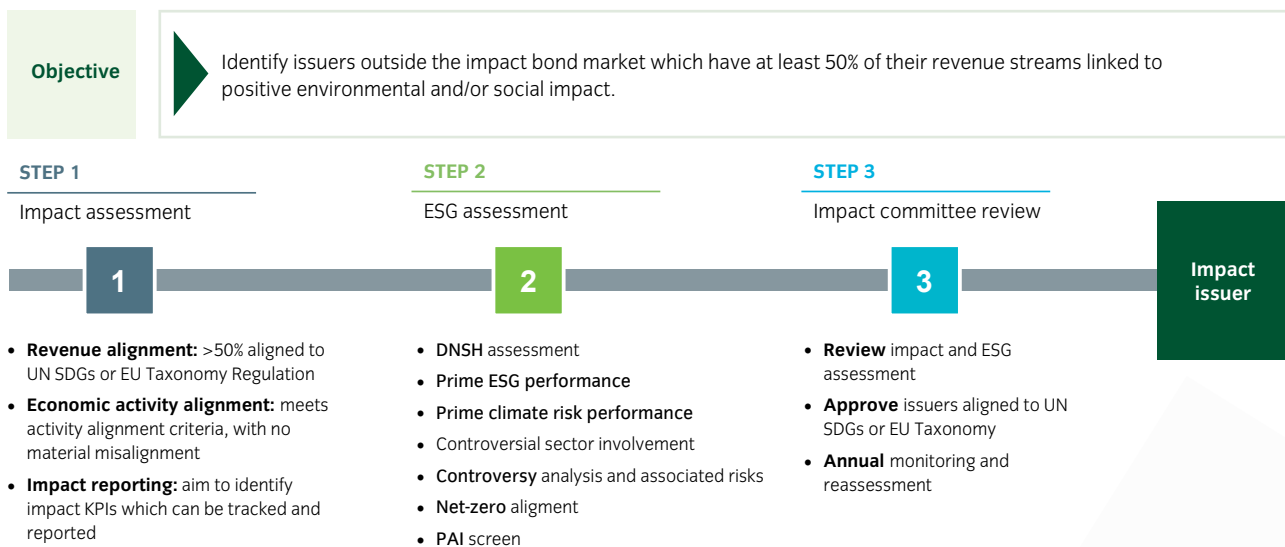 Objective
Identify issuers outside the impact bond market which have at least 50% of their revenue streams linked to
positive environmental and/or social impact.
STEP 1
Impact assessment
1
• Revenue alignment: >50% aligned to
UN SDGs or EU Taxonomy Regulation
• Economic activity alignment: meets
activity alignment criteria, with no
material misalignment
• Impact reporting: aim to identify
impact KPIs which can be tracked and
reported
STEP 2
ESG assessment
2
• DNSH assessment
• Prime ESG performance
• Prime climate risk performance
• Controversial sector involvement
• Controversy analysis and associated risks
• Net-zero aligment
• PAI screen
STEP 3
Impact committee review
3
• Review impact and ESG
assessment
• Approve issuers aligned to UN
SDGs or EU Taxonomy
• Annual monitoring and
reassessment
Impact
issuer